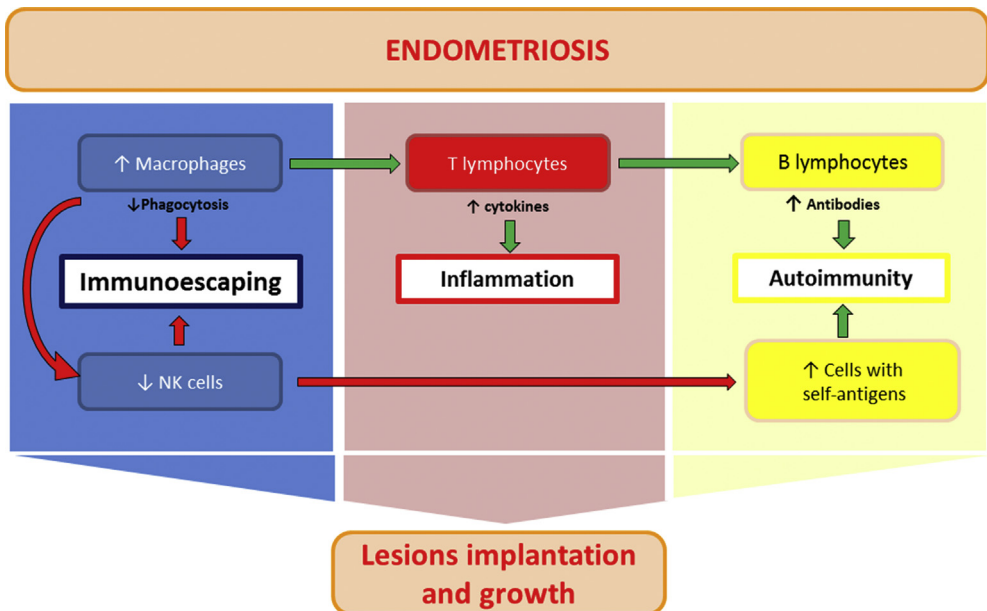 ENDOMETRIOSIS
↑ Macrophages
T lymphocytes
B lymphocytes
↓Phagocytosis
↑ cytokines
↑ Antibodies
Immunoescaping
Inflammation
Autoimmunity
↓ NK cells
↑ Cells with
self-antigens
Lesions implantation
and growth